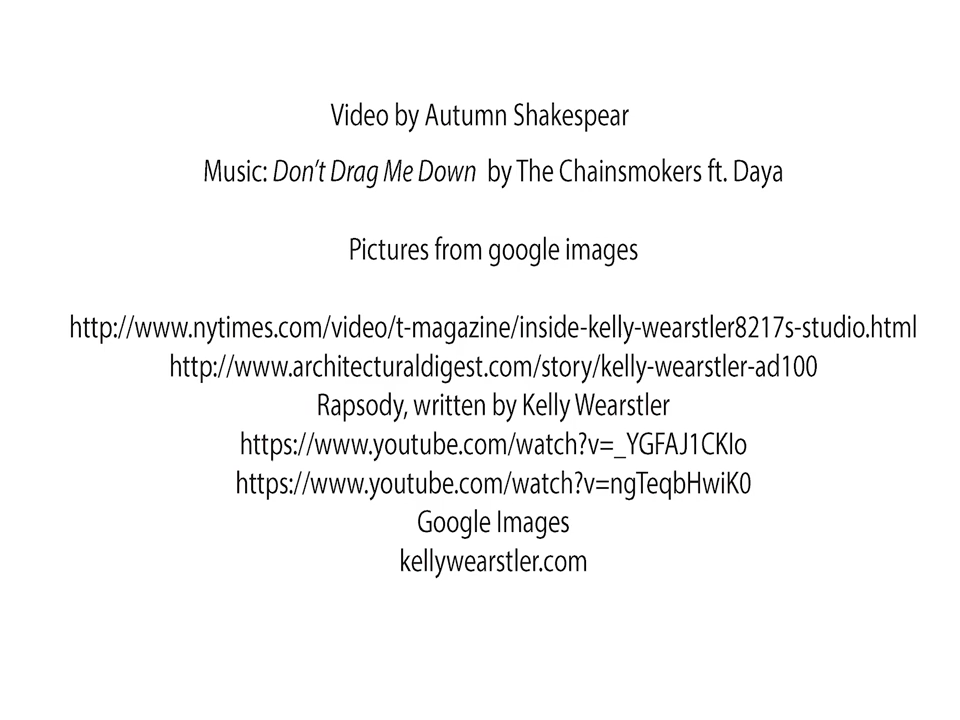 Video by Autumn Shakespear
Music: Don't Drag Me Down by The Chainsmokers ft. Daya
Pictures from google images
http://www.nytimes.com/video/t-magazine/inside-kelly-wearstler8217s-studio.html
http://www.architecturaldigest.com/story/kelly-wearstler-ad100
Rapsody, written by Kelly Wearstler
https://www.youtube.com/watch?v=_YGFAJ1CKIo
https://www.youtube.com/watch?v=ngTeqbHwiK0
Google Images
kellywearstler.com